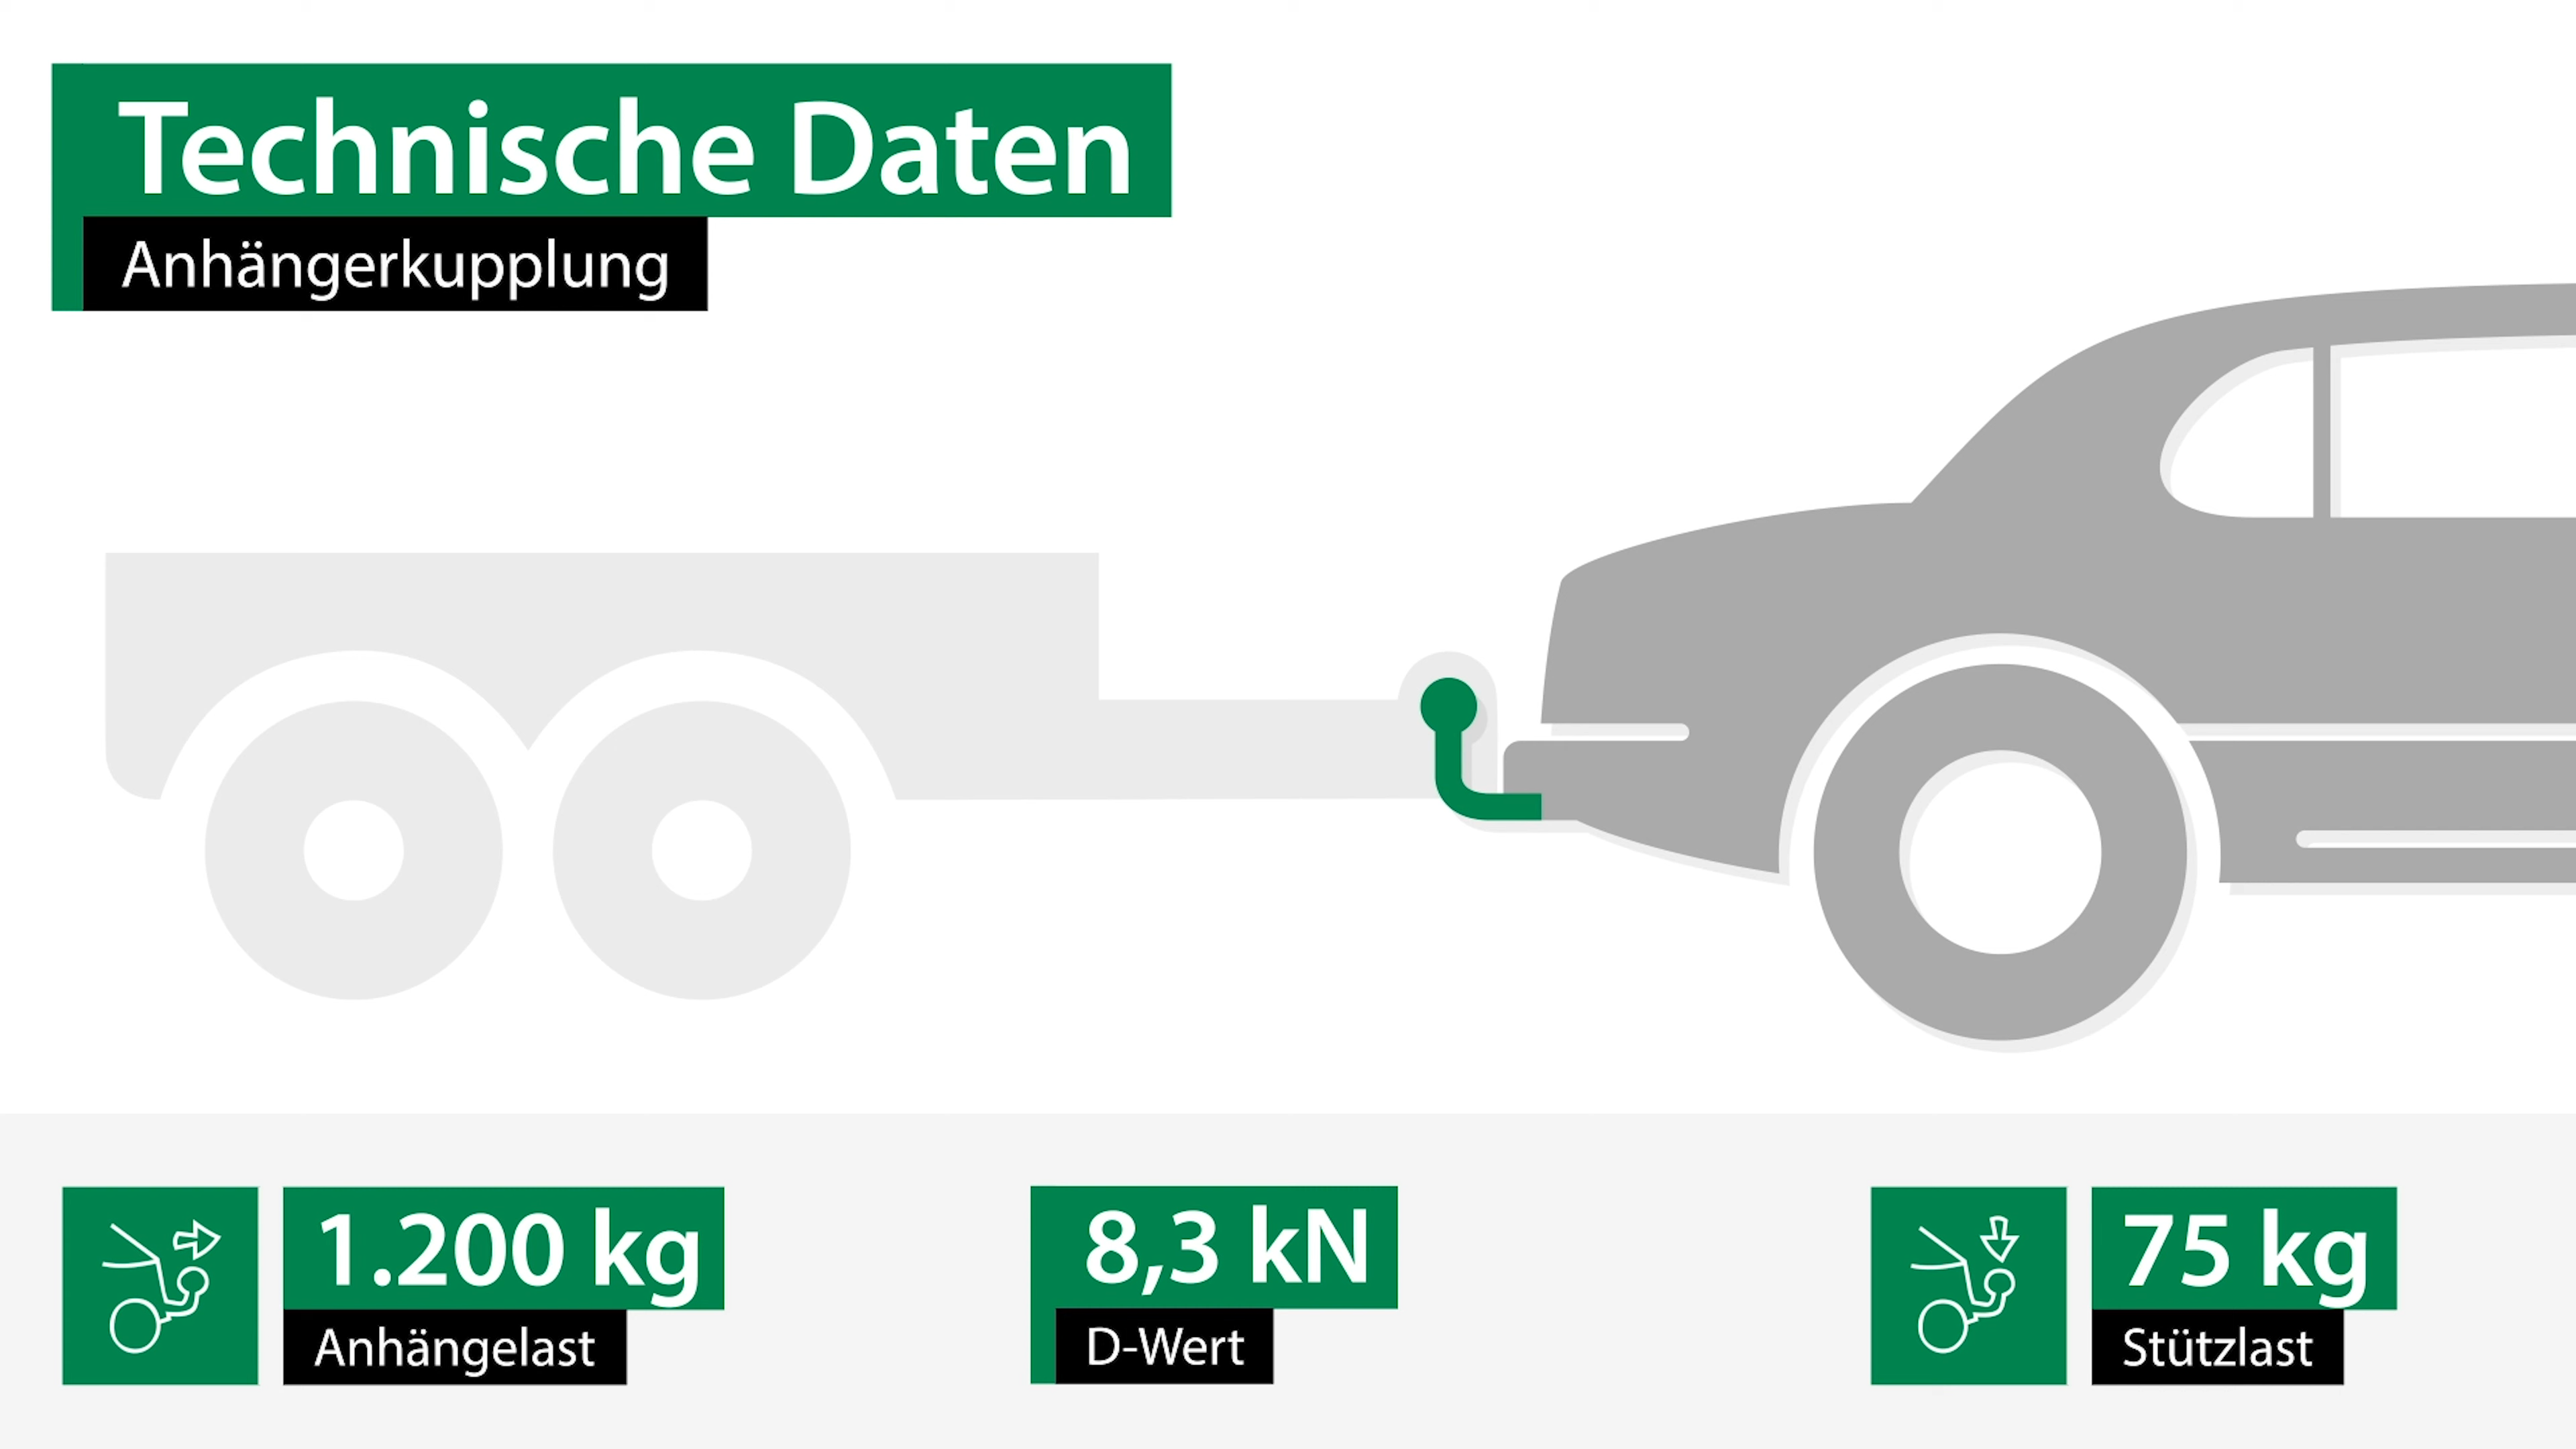 Technische Daten
Anhängerkupplung
1.200 kg
Anhängelast
8,3 kN
D-Wert
75 kg
Stützlast